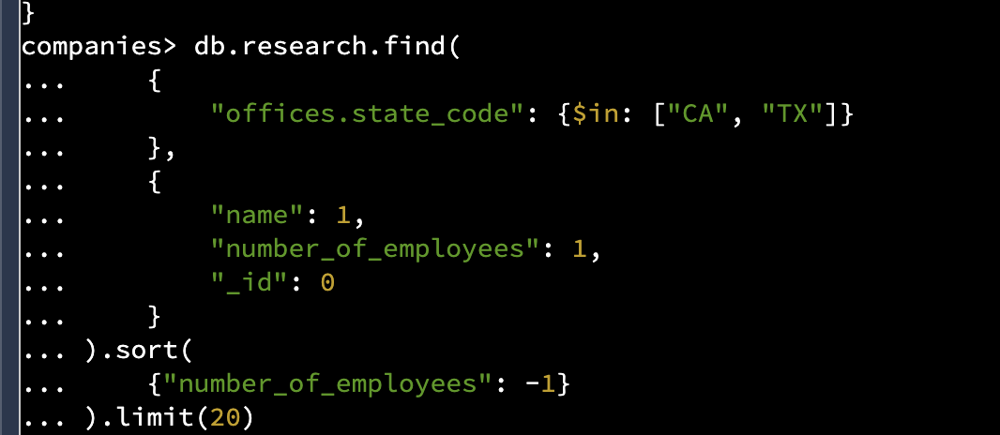 }
companies> db.research.find(
...     {
...         "offices.state_code": {$in: ["CA", "TX"]}
...     },
...     {
...         "name": 1,
...         "number_of_employees": 1,
...         "_id": 0
...     }
... ).sort(
...     {"number_of_employees": -1}
... ).limit(20)